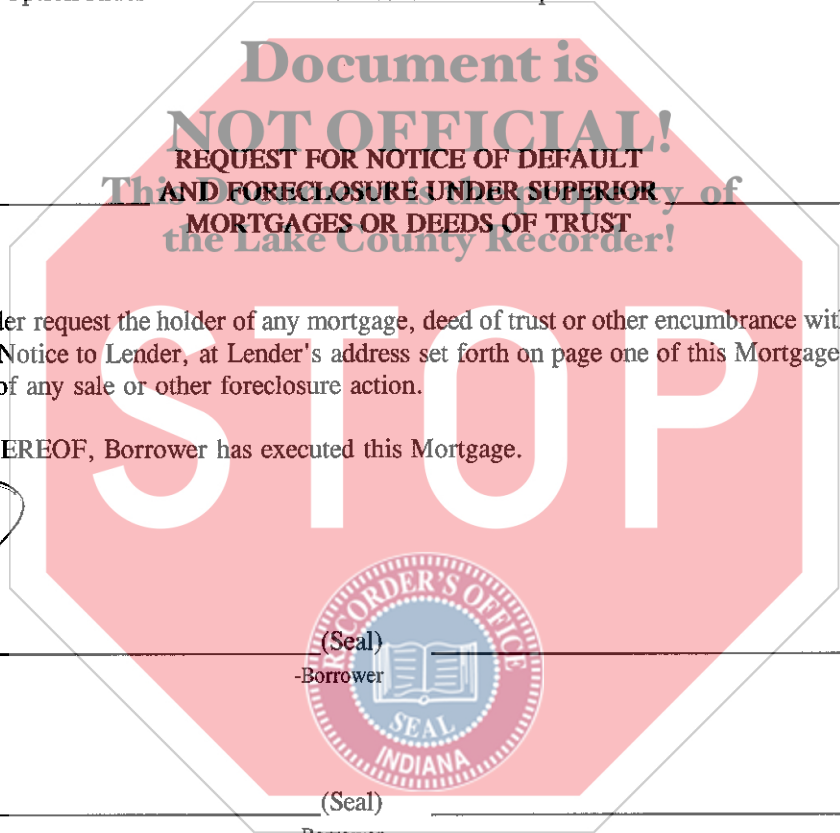 Document is
NOT OFFICIAL!
REQUEST FOR NOTICE OF DEFAULT
This Document is the property of
AND FORECLOSURE UNDER SUPERIOR
MORTGAGES OR DEEDS OF TRUST
the Lake County Recorder!
der request the holder of any mortgage, deed of trust or other encumbrance wit
Notice to Lender, at Lender's address set forth on page one of this Mortgage
of any sale or other foreclosure action.
EREOF, Borrower has executed this Mortgage.
STOP
RECORDER'S OFFICE
(Seal)
-Borrower
SEAL
INDIANA
(Seal)